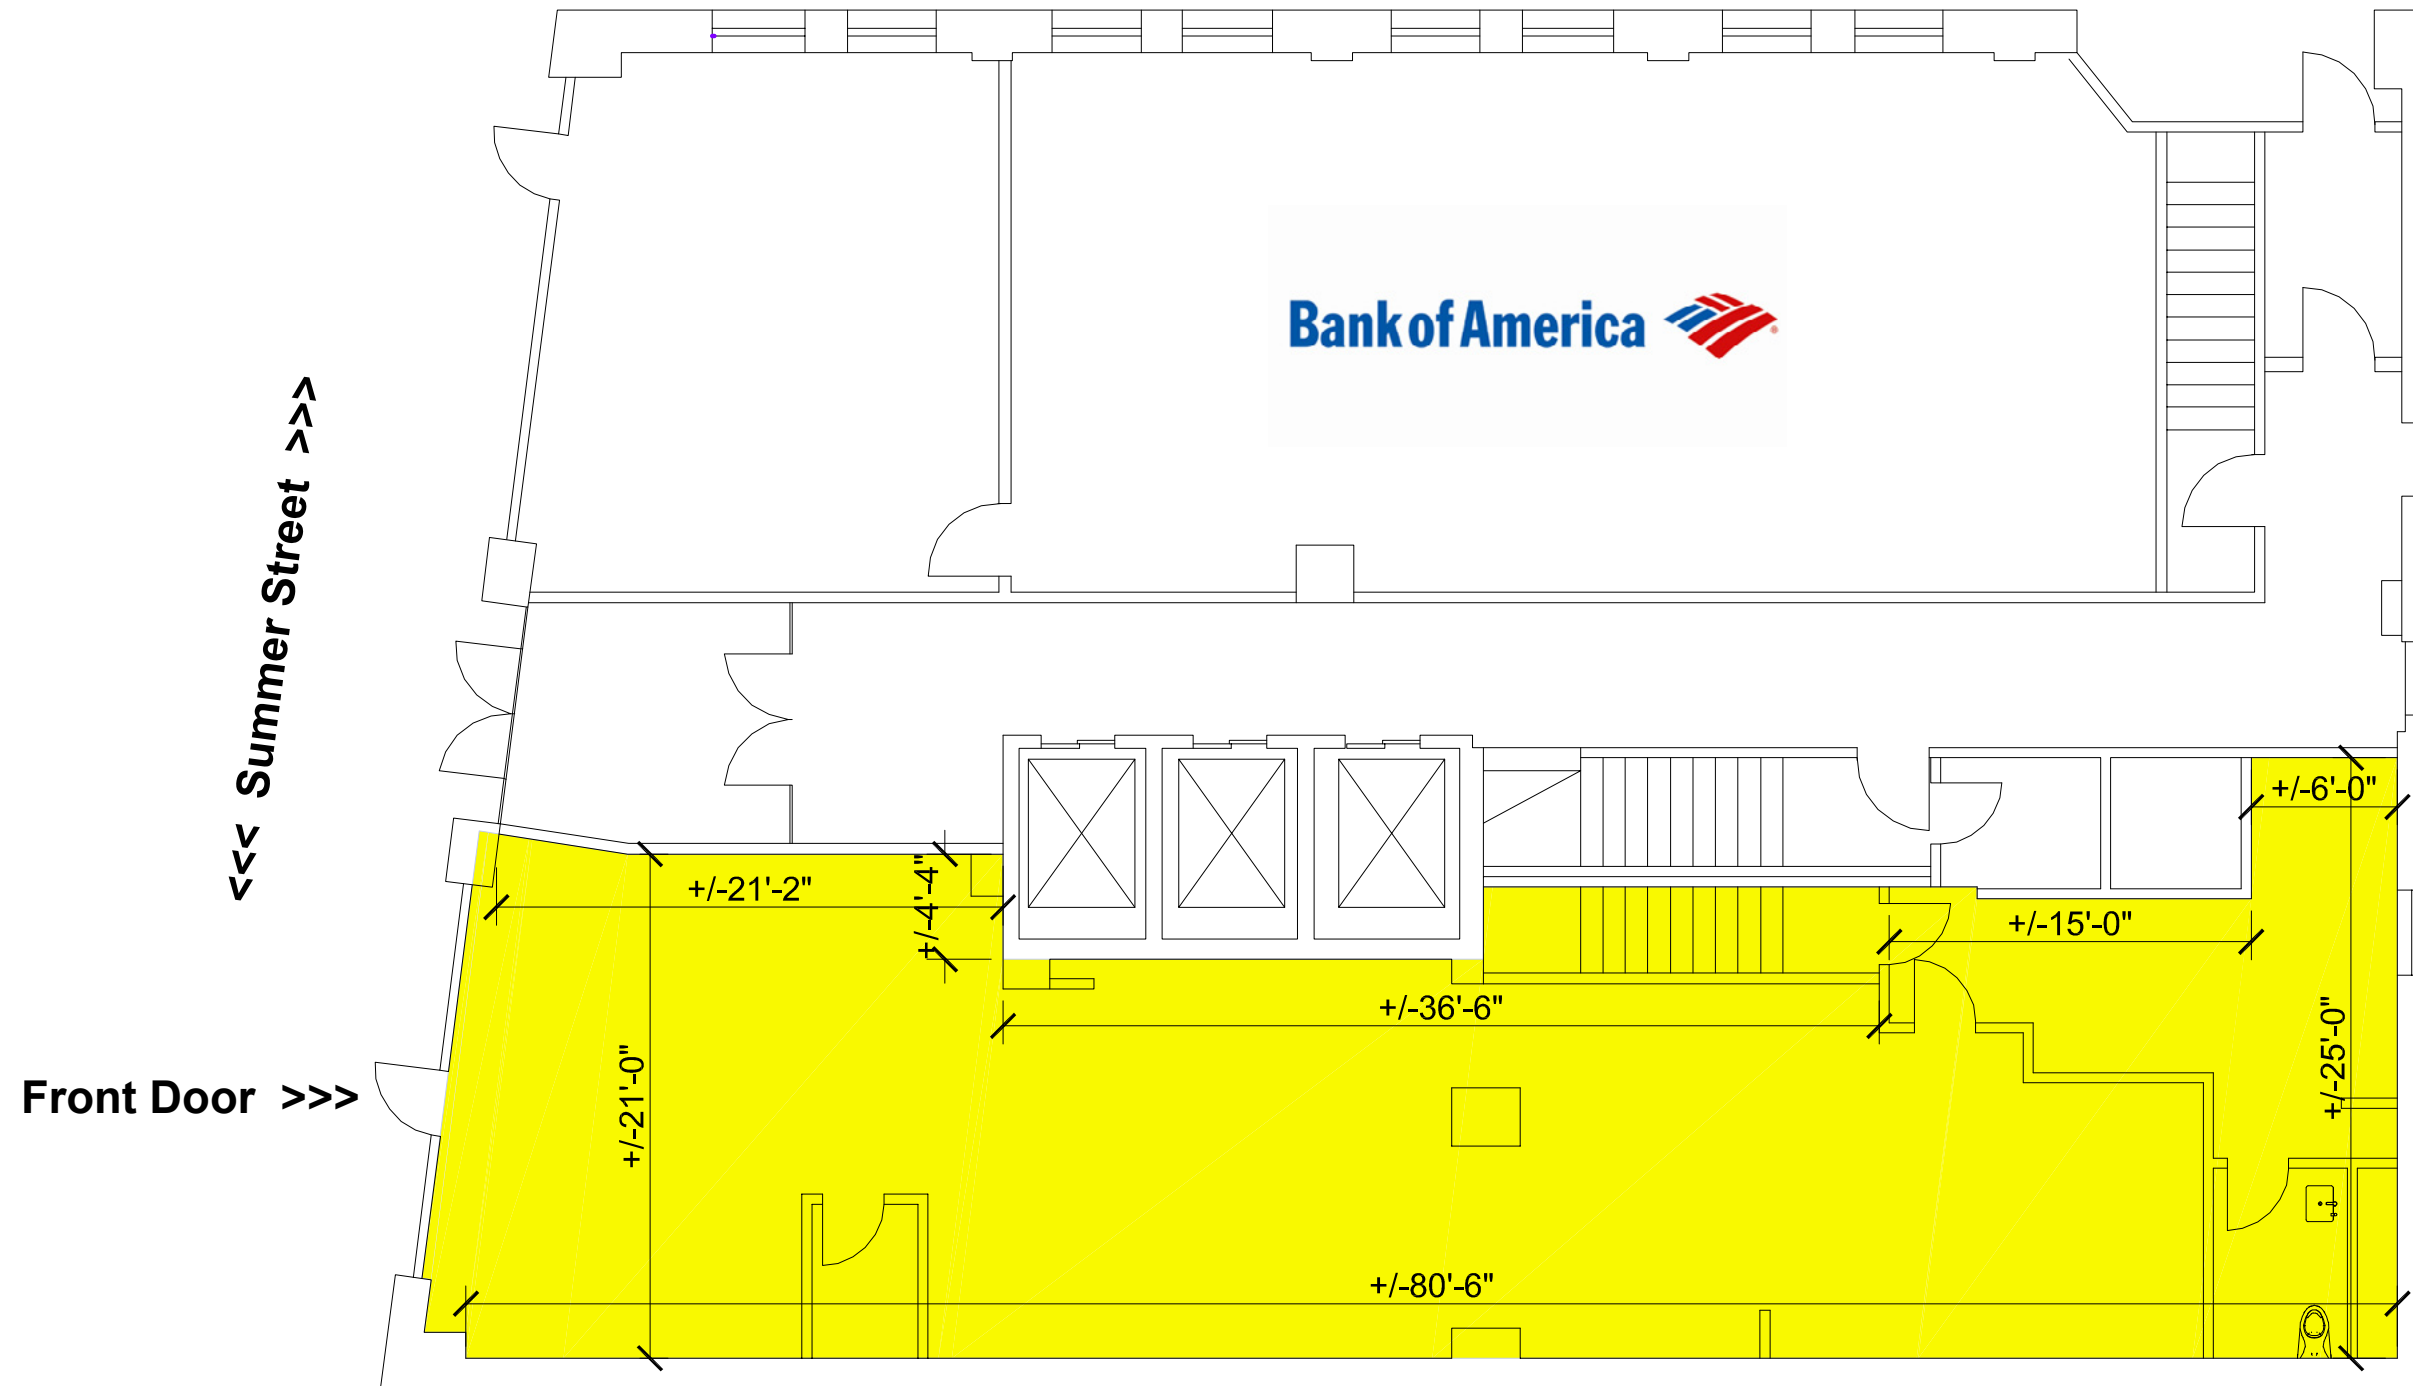 Bank of America
<<< Summer Street >>>
+/-6'-0"
+/-21'-2"
+/-4'-4"
+/-15'-0"
+/-36'-6"
+/-21'-0"
+/-25'-0"
Front Door >>>
+/-80'-6"